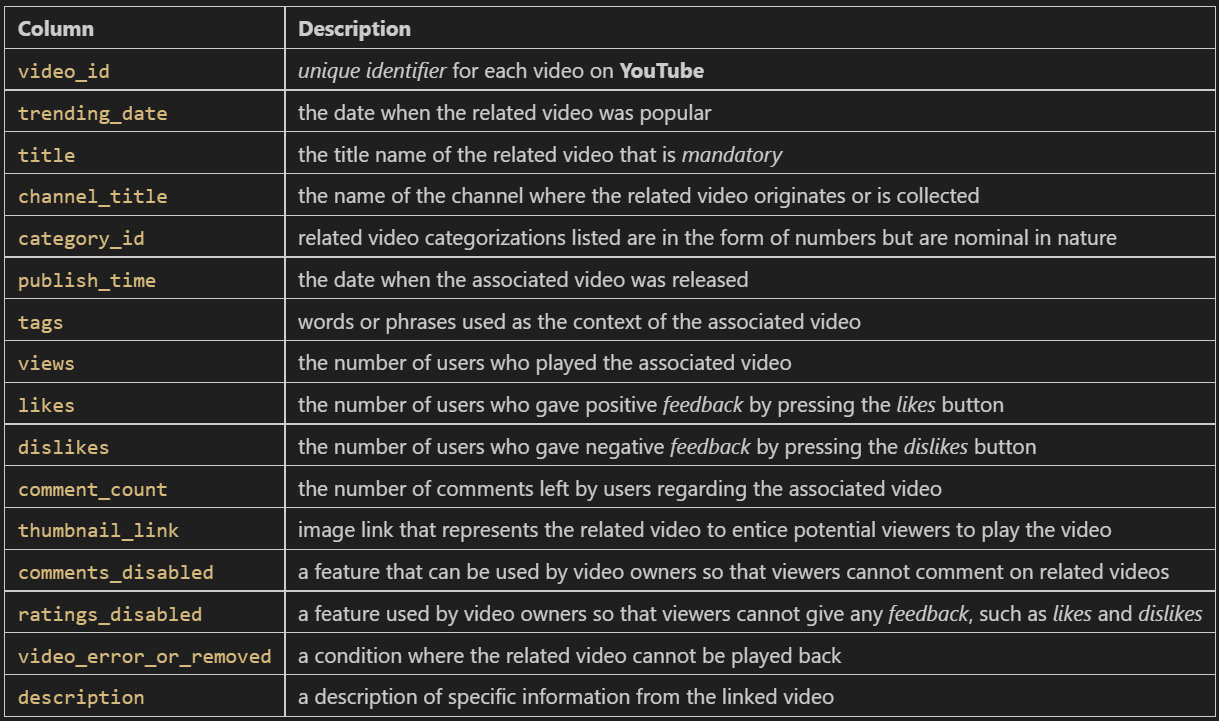 Column Description
video_id unique identifier for each video on YouTube
trending_date the date when the related video was popular
title the title name of the related video that is mandatory
channel_title the name of the channel where the related video originates or is collected
category_id related video categorizations listed are in the form of numbers but are nominal in nature
publish_time the date when the associated video was released
tags words or phrases used as the context of the associated video
views the number of users who played the associated video
likes the number of users who gave positive feedback by pressing the likes button
dislikes the number of users who gave negative feedback by pressing the dislikes button
comment_count the number of comments left by users regarding the associated video
thumbnail_link image link that represents the related video to entice potential viewers to play the video
comments_disabled a feature that can be used by video owners so that viewers cannot comment on related videos
ratings_disabled a feature used by video owners so that viewers cannot give any feedback, such as likes and dislikes
video_error_or_removed a condition where the related video cannot be played back
description a description of specific information from the linked video